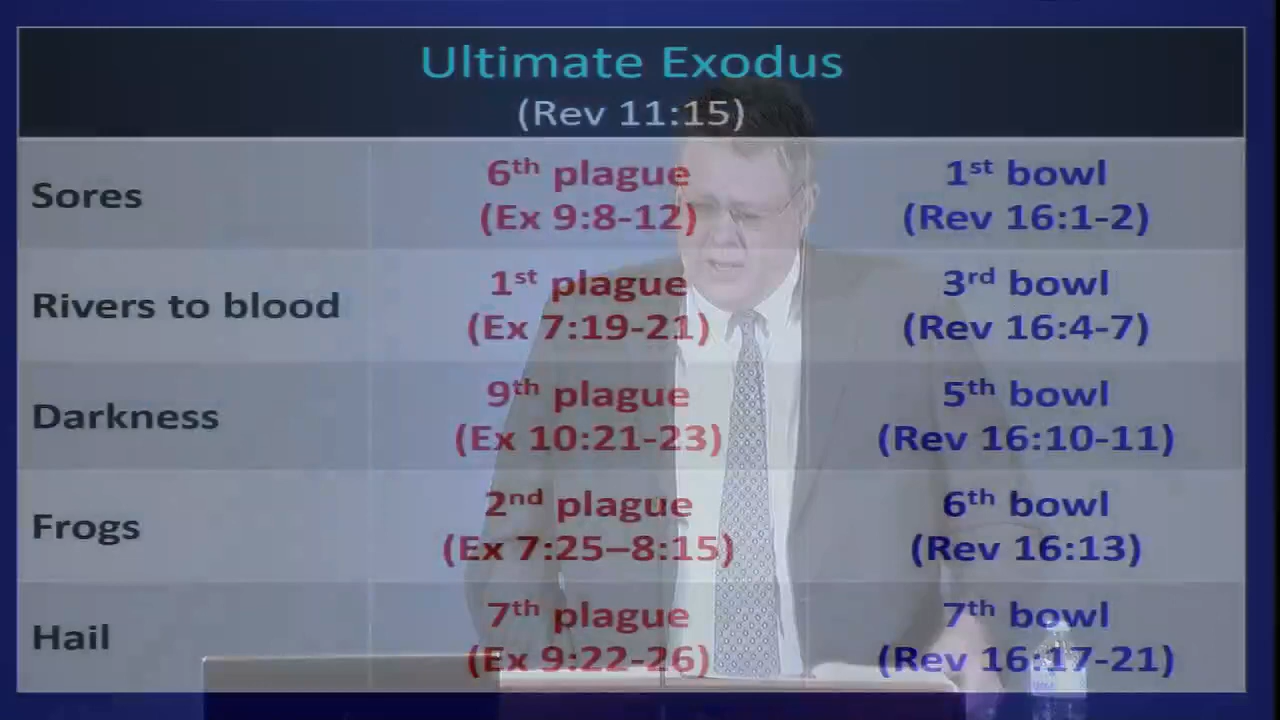 Ultimate Exodus
(Rev 11:15)
Sores
6th plague
(Ex 9:8-12)
1st bowl
(Rev 16:1-2)
Rivers to blood
1st plague
(Ex 7:19-21)
3rd bowl
(Rev 16:4-7)
Darkness
9th plague
(Ex 10:21-23)
5th bowl
(Rev 16:10-11)
Frogs
2nd plague
(Ex 7:25–8:15)
6th bowl
(Rev 16:13)
Hail
7th plague
(Ex 9:22-26)
7th bowl
(Rev 16:17-21)